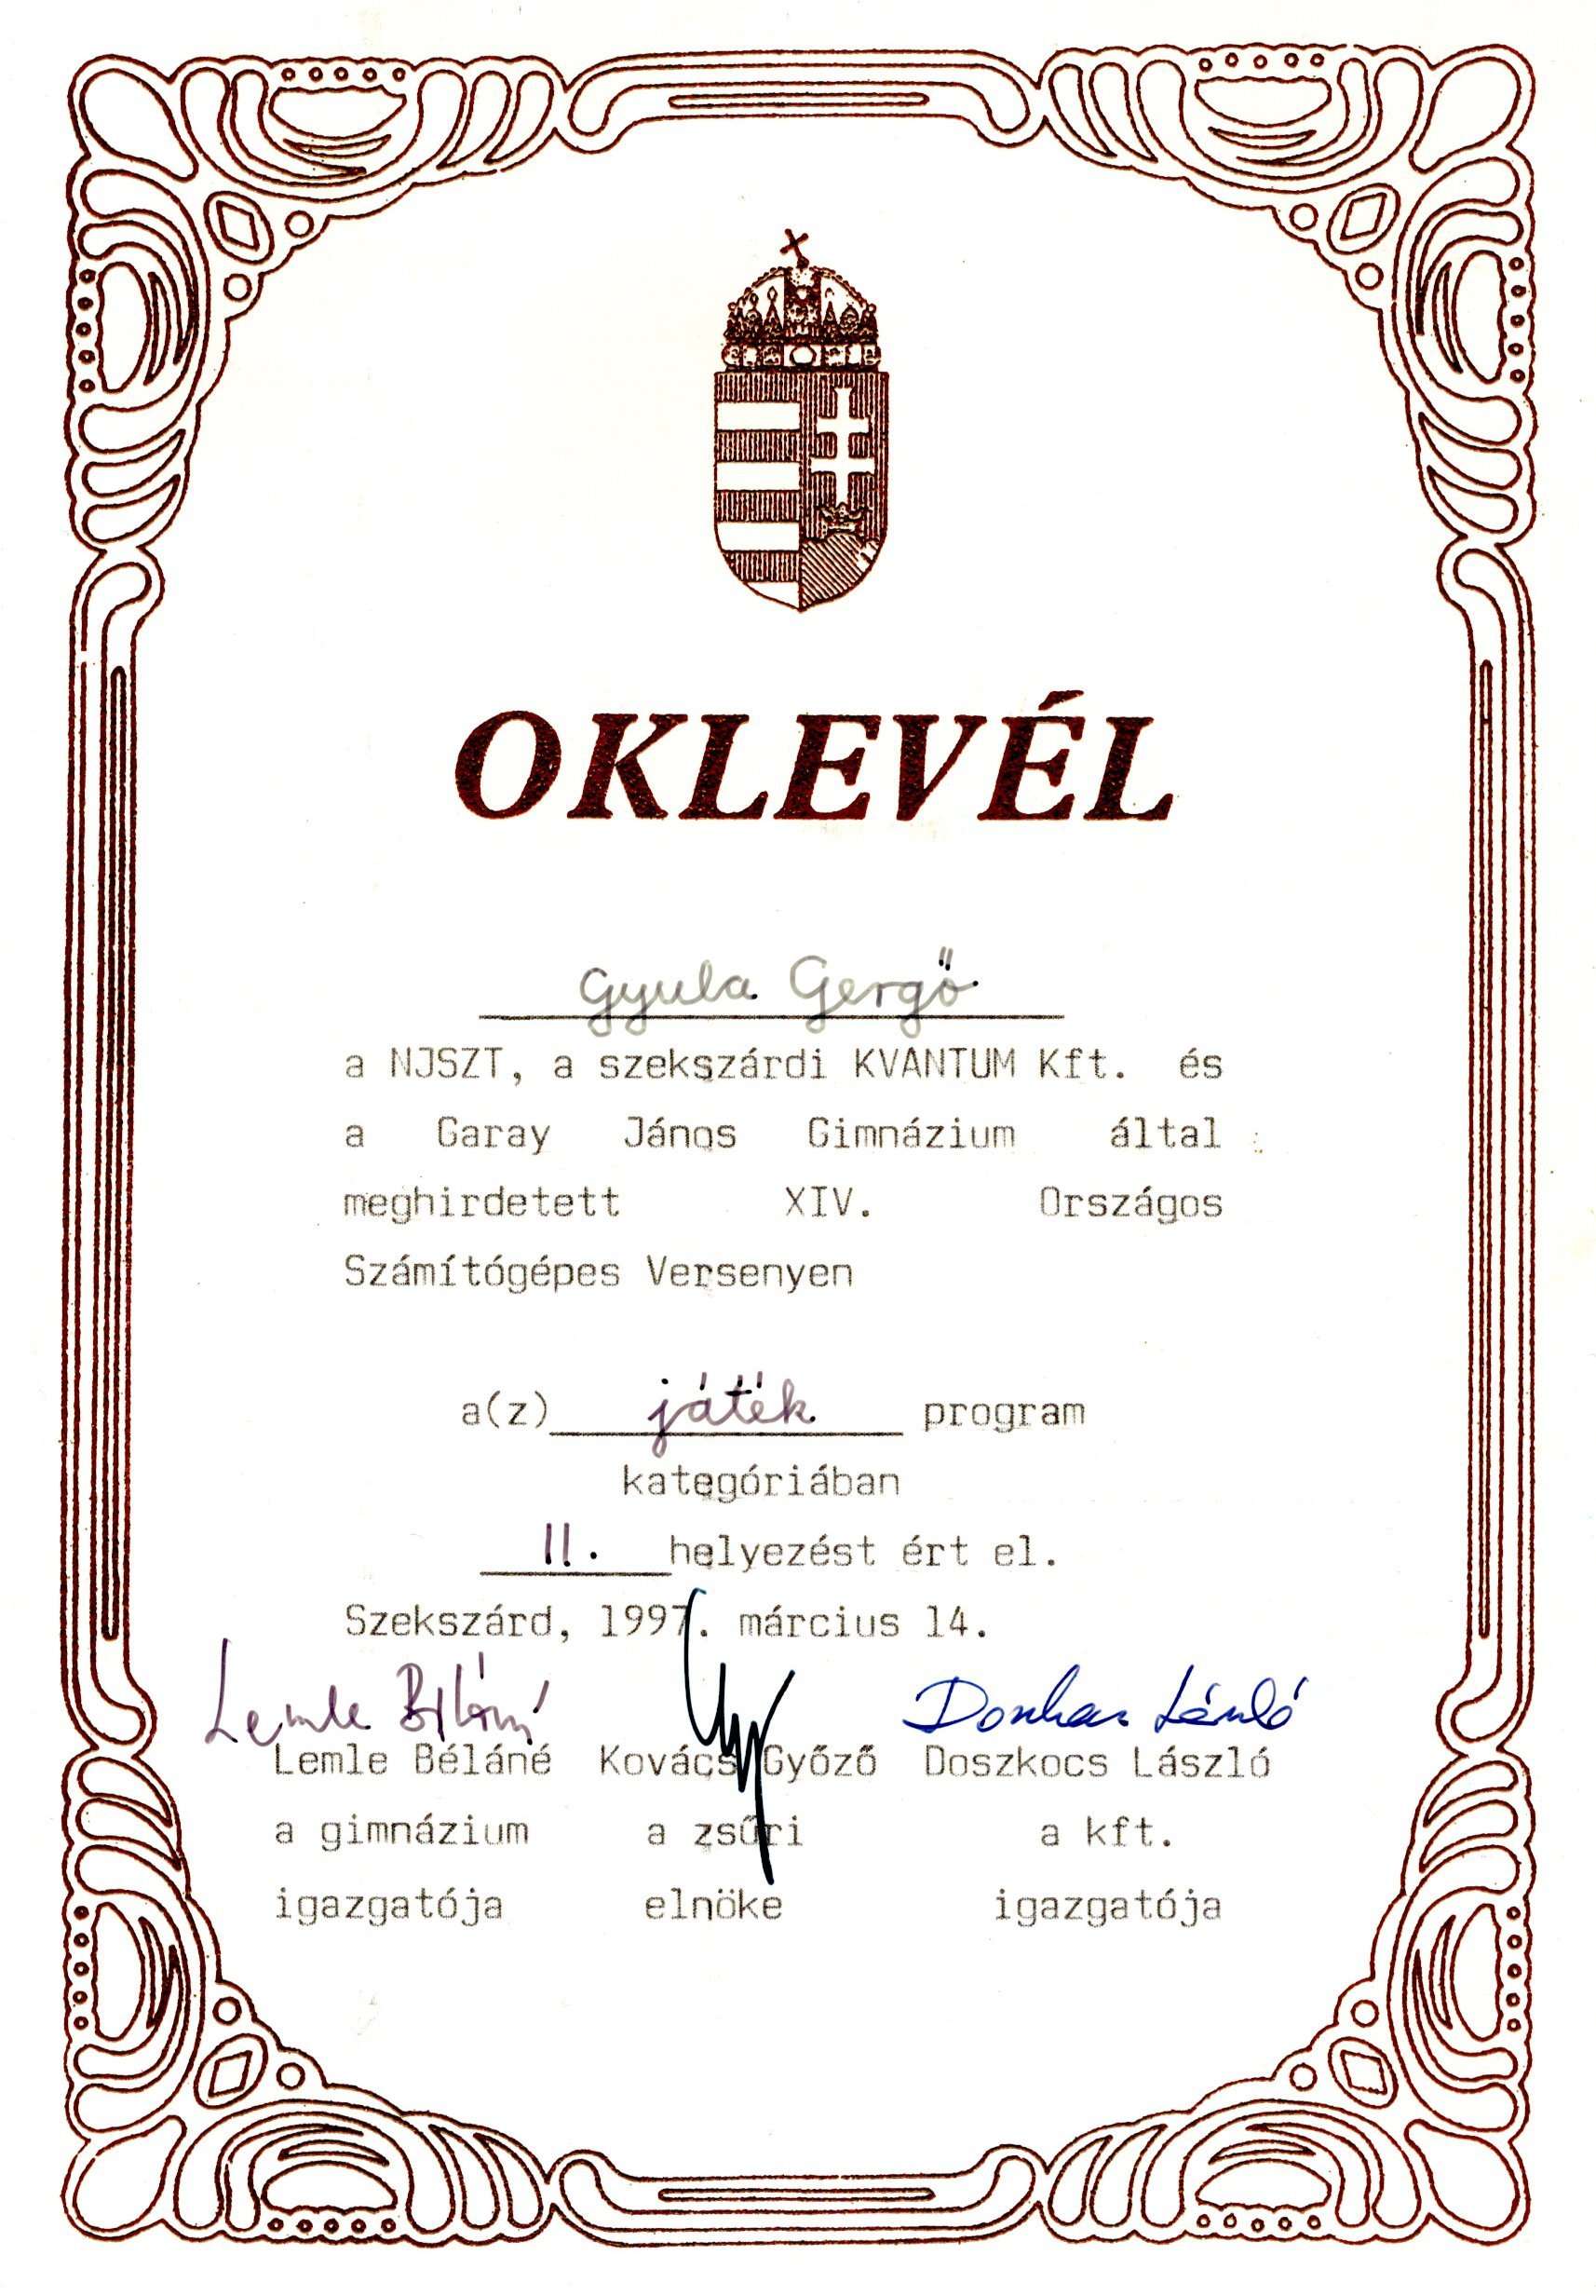 OKLEVÉL
Gyula Gergő
a NJSZT, a szekszárdi KVANTUM Kft. és
a Garay János Gimnázium által
meghirdetett XIV. Országos
Számítógépes Versenyen
a(z) játék program
kategóriában
II. helyezést ért el.
Szekszárd, 1997. március 14.
Lemle Béláné Doszkocs László
Lemle Béláné Kovács Győző Doszkocs László
a gimnázium a zsűri a kft.
igazgatója elnöke igazgatója